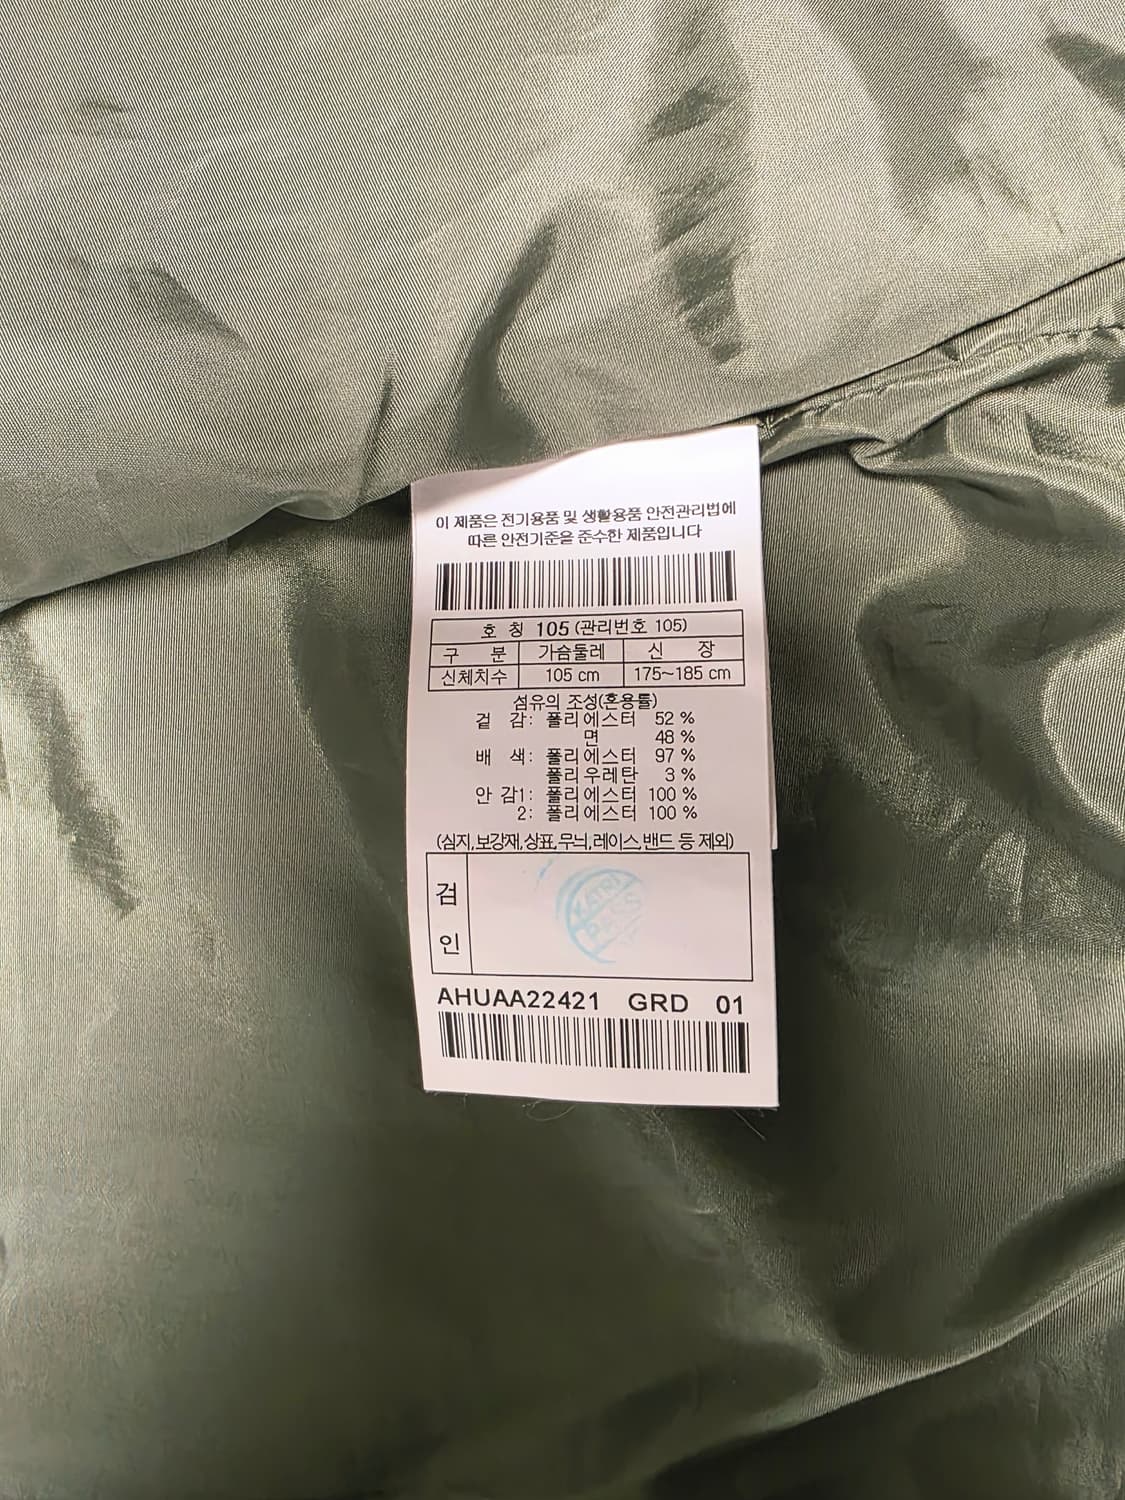 이 제품은 전기용품 및 생활용품 안전관리법에
따른 안전기준을 준수한 제품입니다
호 칭 105 (관리번호 105)
구 분 가슴둘레 신 장
신체치수 105 cm 175~185 cm
섬유의 조성(혼용률)
겉 감: 폴리에스터 52 %
면 48 %
배 색: 폴리에스터 97 %
폴리우레탄 3 %
안 감1: 폴리에스터 100 %
2: 폴리에스터 100 %
(심지,보강재,상표,무늬,레이스,밴드 등 제외)
검
인
AHUAA22421 GRD 01